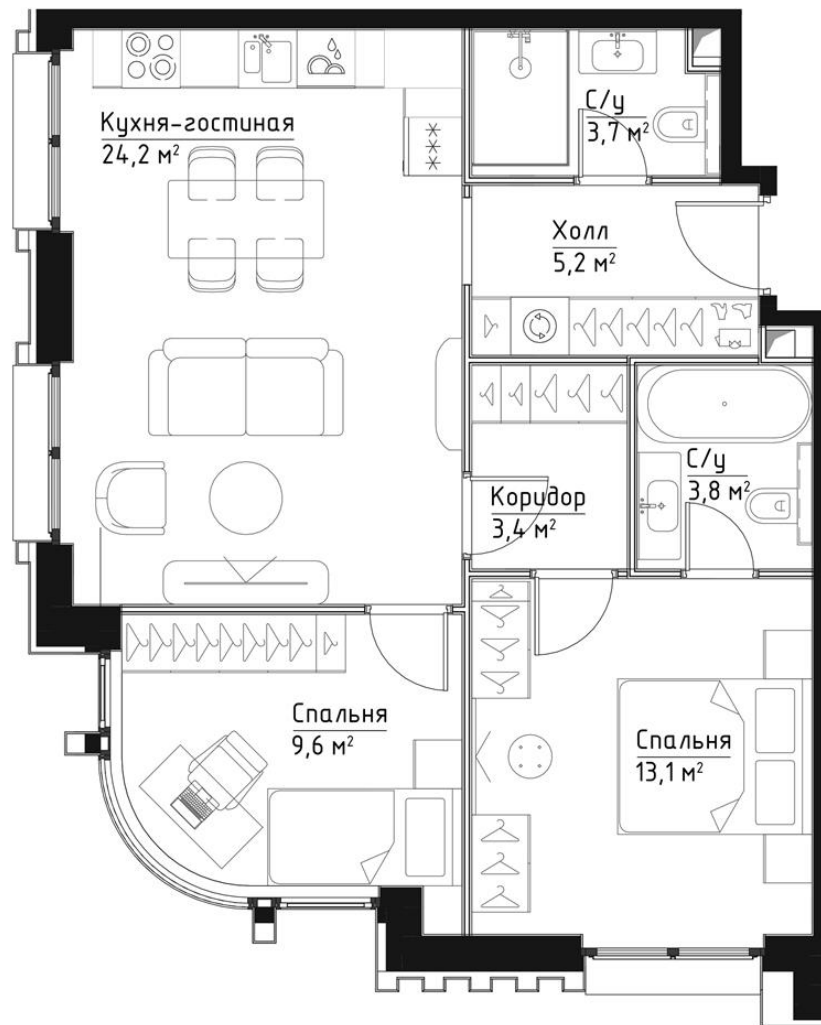 Кухня-гостиная
24,2 м²
С/у
3,7 м²
Холл
5,2 м²
С/у
3,8 м²
Коридор
3,4 м²
Спальня
9,6 м²
Спальня
13,1 м²